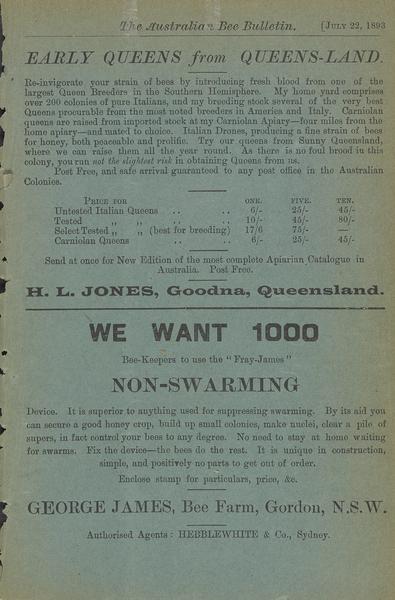 The Australian Bee Bulletin. [JULY 22, 1893
EARLY QUEENS from QUEENS-LAND.
Re-invigorate your strain of bees by introducing fresh blood from one of the
largest Queen Breeders in the Southern Hemisphere. My home yard comprises
over 200 colonies of pure Italians, and my breeding stock several of the very best
Queens procurable from the most noted breeders in America and Italy. Carniolan
queens are raised from imported stock at my Carniolan Apiary—four miles from the
home apiary—and mated to choice. Italian Drones, producing a fine strain of bees
for honey, both peaceable and prolific. Try our queens from Sunny Queensland,
where we can raise them all the year round. As there is no foul brood in this
colony, you run not the slightest risk in obtaining Queens from us.
Post Free, and safe arrival guaranteed to any post office in the Australian
Colonies.
PRICE FOR ONE. FIVE. TEN.
Untested Italian Queens .. .. 6/- 25/- 45/-
Tested „ „ .. .. 10/- 45/- 80/-
Select Tested „ „ (best for breeding) 17/6 75/- —
Carniolan Queens .. .. 6/- 25/- 45/-
Send at once for New Edition of the most complete Apiarian Catalogue in
Australia. Post Free.
H. L. JONES, Goodna, Queensland.
WE WANT 1000
Bee-Keepers to use the "Fray-James"
NON-SWARMING
Device. It is superior to anything used for suppressing swarming. By its aid you
can secure a good honey crop, build up small colonies, make nuclei, clear a pile of
supers, in fact control your bees to any degree. No need to stay at home waiting
for swarms. Fix the device—the bees do the rest. It is unique in construction,
simple, and positively no parts to get out of order.
Enclose stamp for particulars, price, &c.
GEORGE JAMES, Bee Farm, Gordon, N.S.W.
Authorised Agents: HEBBLEWHITE & Co., Sydney.